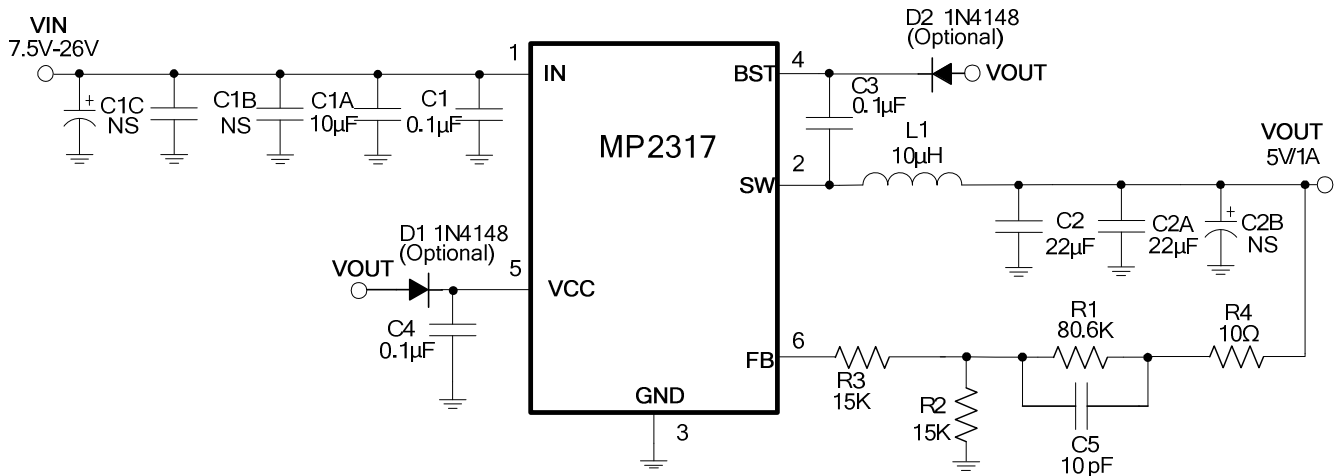 VIN
7.5V-26V
1
IN
C1C
NS
C1B
NS
C1A
10µF
C1
0.1µF
MP2317
BST
4
D2 1N4148
(Optional)
VOUT
C3
0.1µF
L1
10µH
SW
2
VOUT
5V/1A
C2
22µF
C2A
22µF
C2B
NS
D1 1N4148
(Optional)
VOUT
5
VCC
C4
0.1µF
FB
6
R3
15K
R2
15K
R1
80.6K
C5
10 pF
R4
10Ω
GND
3
+
+